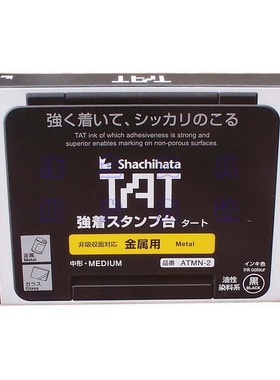 強く着いて、シッカリのこる
TAT ink of which adhesiveness is strong and
superior enables marking on non-porous surfaces.
Shachihata
TAT
強着スタンプ台 タート
非吸収面対応 金属用 Metal
中形・MEDIUM 品番 ATMN-2
金属
Metal
ガラス
Glass
油性
染料系
インキ色
Ink colour
黒
BLACK